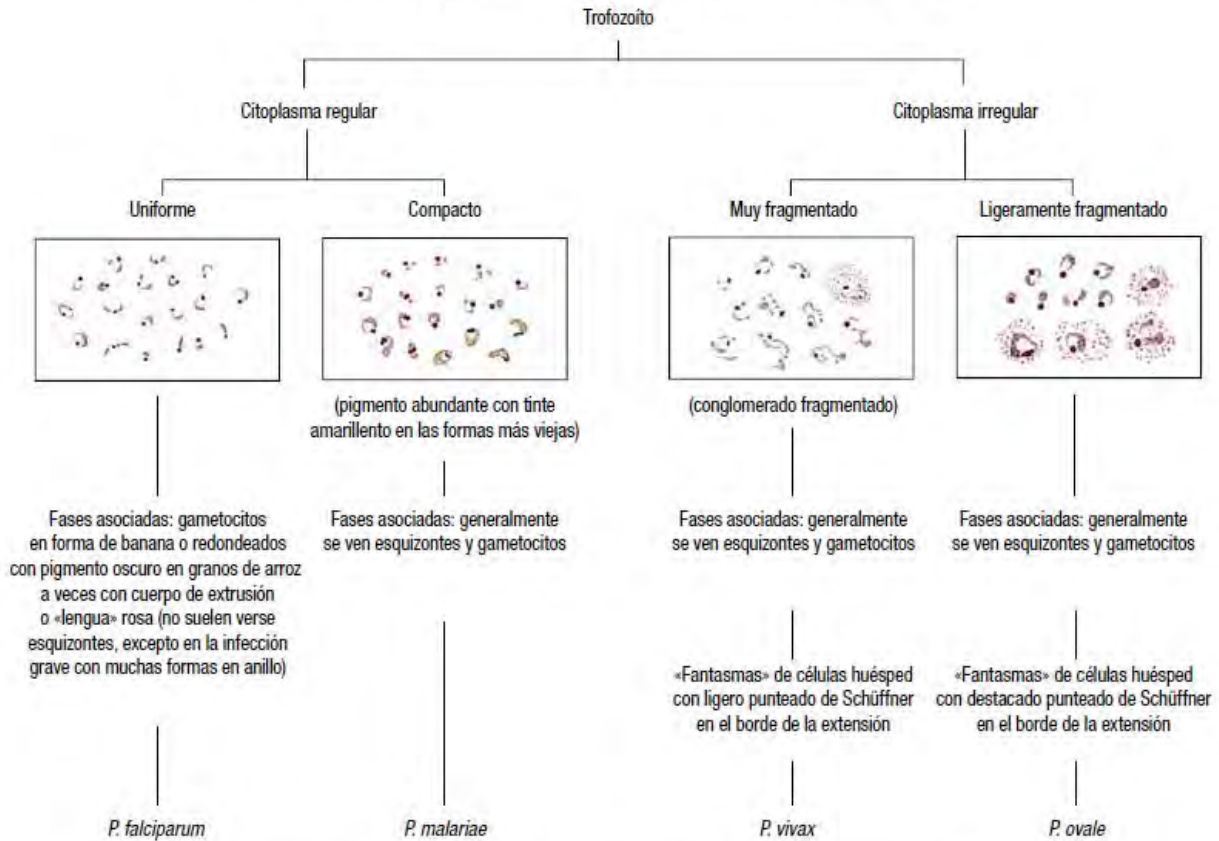 Trofozoíto
Citoplasma regular
Citoplasma irregular
Uniforme
Compacto
Muy fragmentado
Ligeramente fragmentado
(pigmento abundante con tinte
amarillento en las formas más viejas)
(conglomerado fragmentado)
Fases asociadas: gametocitos
en forma de banana o redondeados
con pigmento oscuro en granos de arroz
a veces con cuerpo de extrusión
o «lengua» rosa (no suelen verse
esquizontes, excepto en la infección
grave con muchas formas en anillo)
Fases asociadas: generalmente
se ven esquizontes y gametocitos
Fases asociadas: generalmente
se ven esquizontes y gametocitos
Fases asociadas: generalmente
se ven esquizontes y gametocitos
«Fantasmas» de células huésped
con ligero punteado de Schüffner
en el borde de la extensión
«Fantasmas» de células huésped
con destacado punteado de Schüffner
en el borde de la extensión
P. falciparum
P. malariae
P. vivax
P. ovale